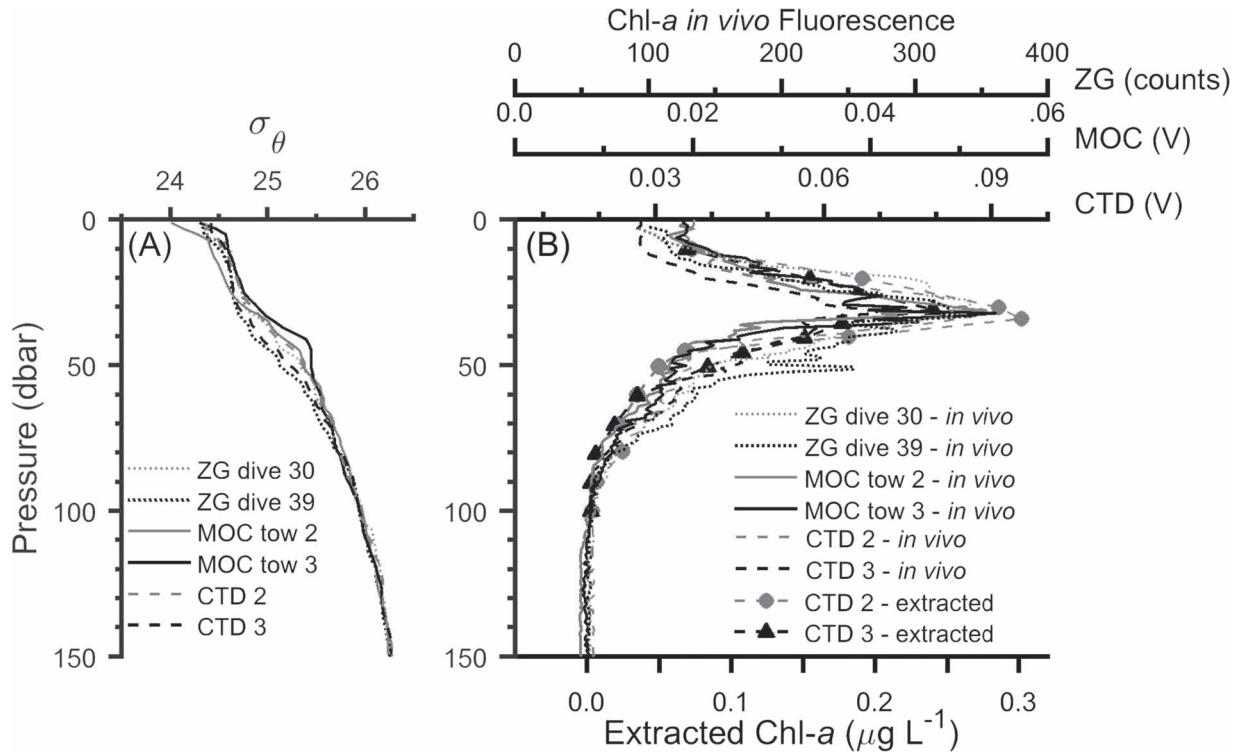 Chl-a in vivo Fluorescence
0 100 200 300 400
ZG (counts)
0.0 0.02 0.04 .06
MOC (V)
0.03 0.06 0.09
CTD (V)
σθ
24 25 26
(A)
0
50
100
150
Pressure (dbar)
ZG dive 30
ZG dive 39
MOC tow 2
MOC tow 3
CTD 2
CTD 3
(B)
0
50
100
150
Pressure (dbar)
ZG dive 30 - in vivo
ZG dive 39 - in vivo
MOC tow 2 - in vivo
MOC tow 3 - in vivo
CTD 2 - in vivo
CTD 3 - in vivo
CTD 2 - extracted
CTD 3 - extracted
0.0 0.1 0.2 0.3
Extracted Chl-a (μg L⁻¹)